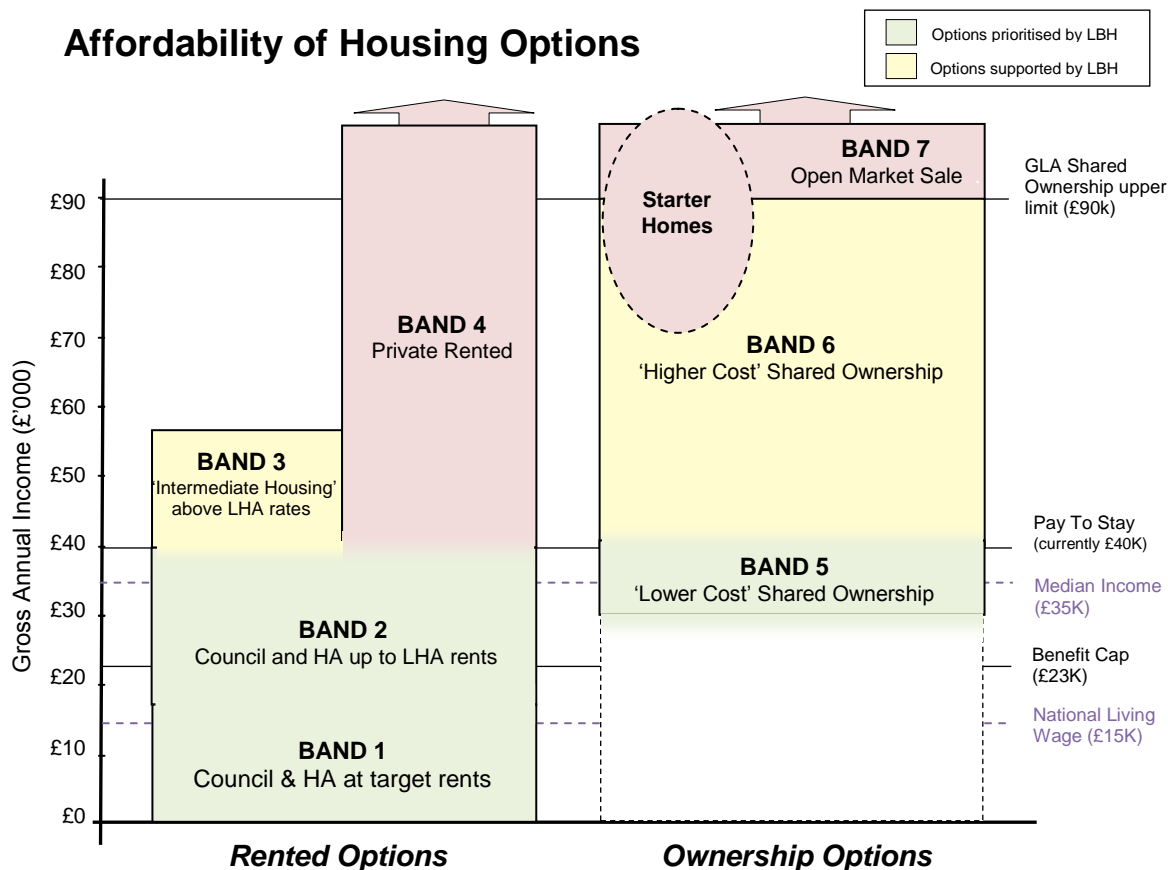 Affordability of Housing Options
Options prioritised by LBH
Options supported by LBH
Gross Annual Income (£'000)
£90
£80
£70
£60
£50
£40
£30
£20
£10
£0
BAND 3
'Intermediate Housing'
above LHA rates
BAND 4
Private Rented
BAND 2
Council and HA up to LHA rents
BAND 1
Council & HA at target rents
BAND 7
Open Market Sale
Starter
Homes
BAND 6
‘Higher Cost’ Shared Ownership
BAND 5
‘Lower Cost’ Shared Ownership
GLA Shared
Ownership upper
limit (£90k)
Pay To Stay
(currently £40K)
Median Income
(£35K)
Benefit Cap
(£23K)
National Living
Wage (£15K)
Rented Options
Ownership Options